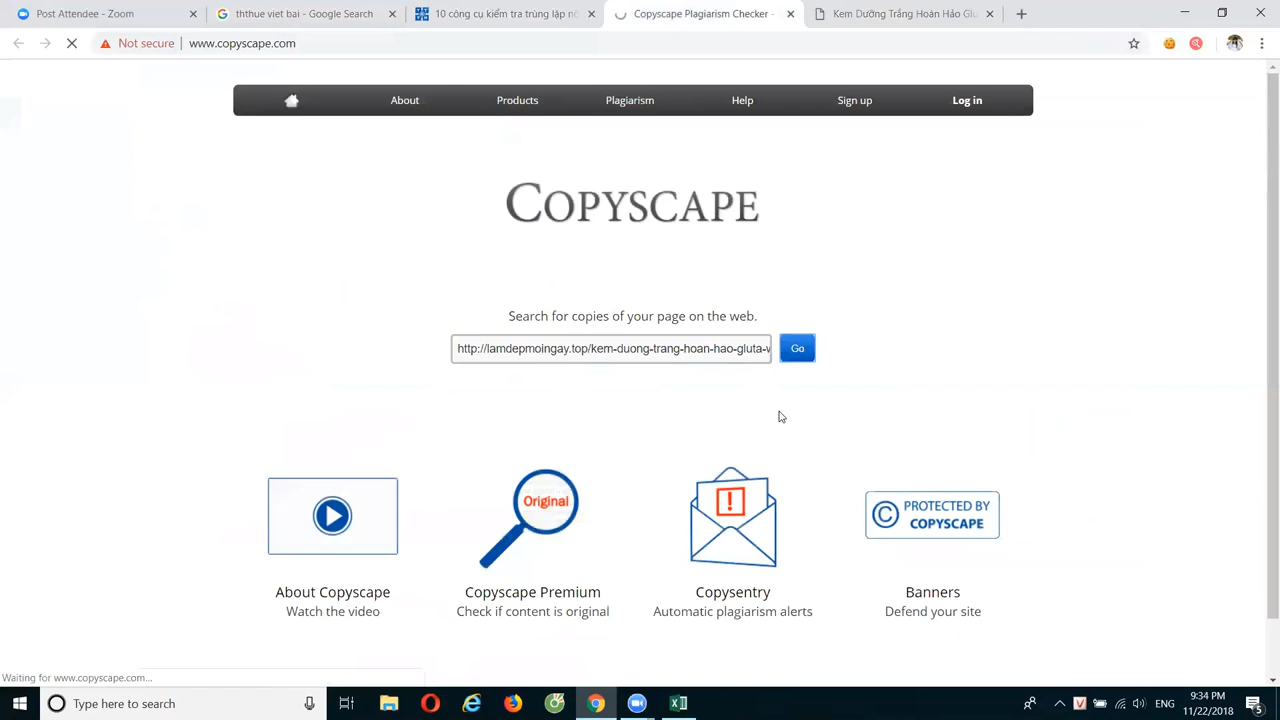 Post Attendee - Zoom
ththue viet bai - Google Search
10 công cụ kiểm tra trùng lặp nộ
Copyscape Plagiarism Checker -
Kem Dưỡng Trắng Hoàn Hảo Glu
Not secure
www.copyscape.com
About
Products
Plagiarism
Help
Sign up
Log in
COPYSCAPE
Search for copies of your page on the web.
http://lamdepmoingay.top/kem-duong-trang-hoan-hao-gluta-w
Go
Original
PROTECTED BY
COPYSCAPE
About Copyscape
Copyscape Premium
Copysentry
Banners
Watch the video
Check if content is original
Automatic plagiarism alerts
Defend your site
Waiting for www.copyscape.com...
Type here to search
ENG
9:34 PM
11/22/2018
5